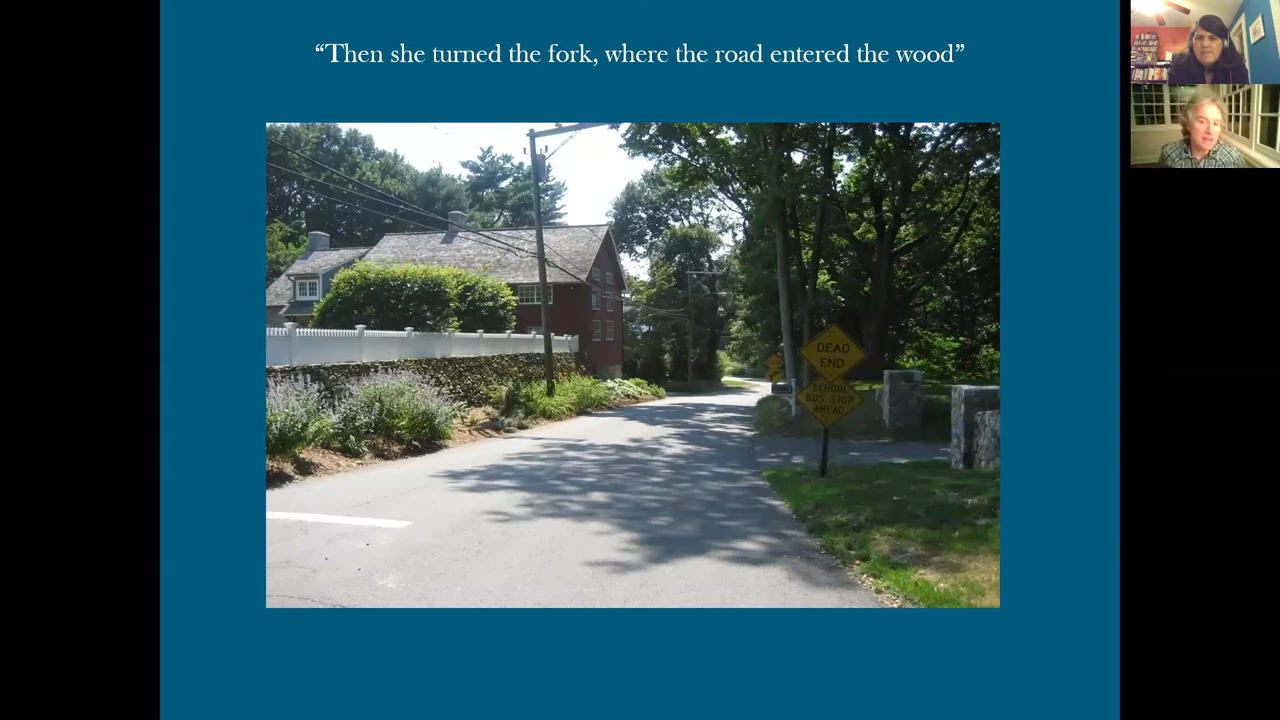 “Then she turned the fork, where the road entered the wood”
DEAD
END
SCHOOL
BUS STOP
AHEAD